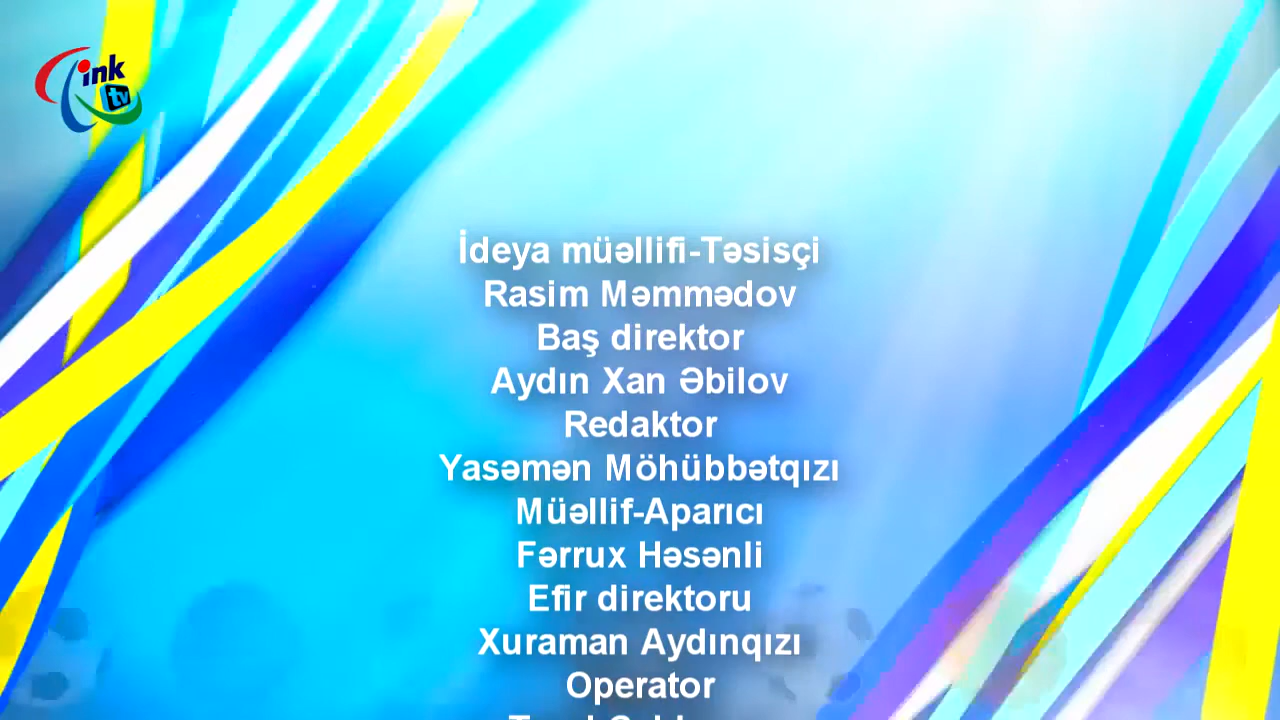 ink
tv
İdeya müəllifi-Təsisçi
Rasim Məmmədov
Baş direktor
Aydın Xan Əbilov
Redaktor
Yasəmən Möhübbətqızı
Müəllif-Aparıcı
Fərrux Həsənli
Efir direktoru
Xuraman Aydınqızı
Operator